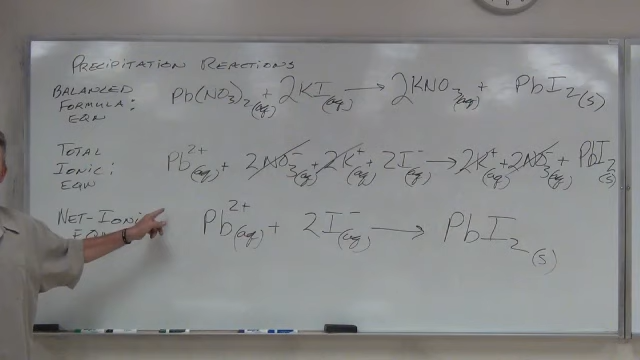 PRECIPITATION REACTIONS
BALANCED
FORMULA: Pb(NO₃)₂(aq) + 2KI(aq) → 2KNO₃(aq) + PbI₂(s)
EQN
TOTAL
IONIC: Pb²⁺(aq) + 2NO₃⁻(aq) + 2K⁺(aq) + 2I⁻(aq) → 2K⁺(aq) + 2NO₃⁻(aq) + PbI₂(s)
EQN
NET-IONIC Pb²⁺(aq) + 2I⁻(aq) → PbI₂(s)
EQN